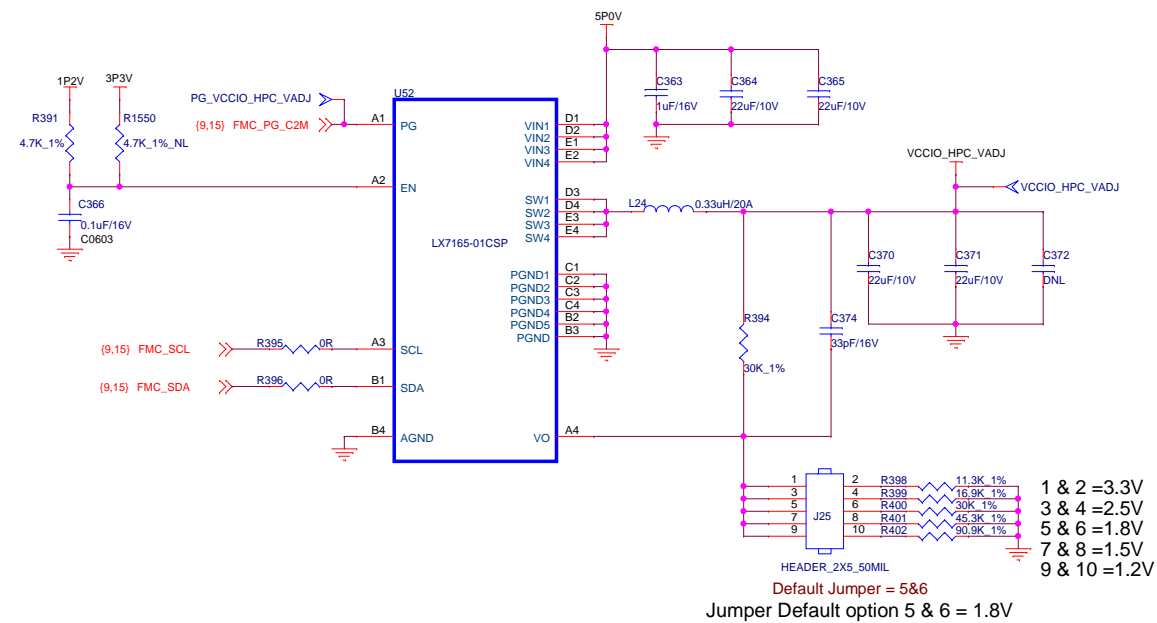 5P0V
1P2V
3P3V
PG_VCCIO_HPC_VADJ
U52
C363
1uF/16V
C364
22uF/10V
C365
22uF/10V
{9,15} FMC_PG_C2M
A1
PG
R391
4.7K_1%
R1550
4.7K_1%_NL
VIN1
D1
VIN2
D2
VIN3
E1
VIN4
E2
VCCIO_HPC_VADJ
VCCIO_HPC_VADJ
A2
EN
C366
0.1uF/16V
C0603
SW1
D3
SW2
D4
SW3
E3
SW4
E4
L24
0.33uH/20A
LX7165-01CSP
C370
22uF/10V
C371
22uF/10V
C372
DNL
PGND1
C1
PGND2
C2
PGND3
C3
PGND4
C4
PGND5
B2
PGND
B3
R394
30K_1%
C374
33pF/16V
{9,15} FMC_SCL
R395
0R
A3
SCL
{9,15} FMC_SDA
R396
0R
B1
SDA
B4
AGND
VO
A4
1
2
R398
11.3K_1%
3
4
R399
16.9K_1%
5
6
R400
30K_1%
7
8
R401
45.3K_1%
9
10
R402
90.9K_1%
J25
HEADER_2X5_50MIL
1 & 2 =3.3V
3 & 4 =2.5V
5 & 6 =1.8V
7 & 8 =1.5V
9 & 10 =1.2V
Default Jumper = 5&6
Jumper Default option 5 & 6 = 1.8V